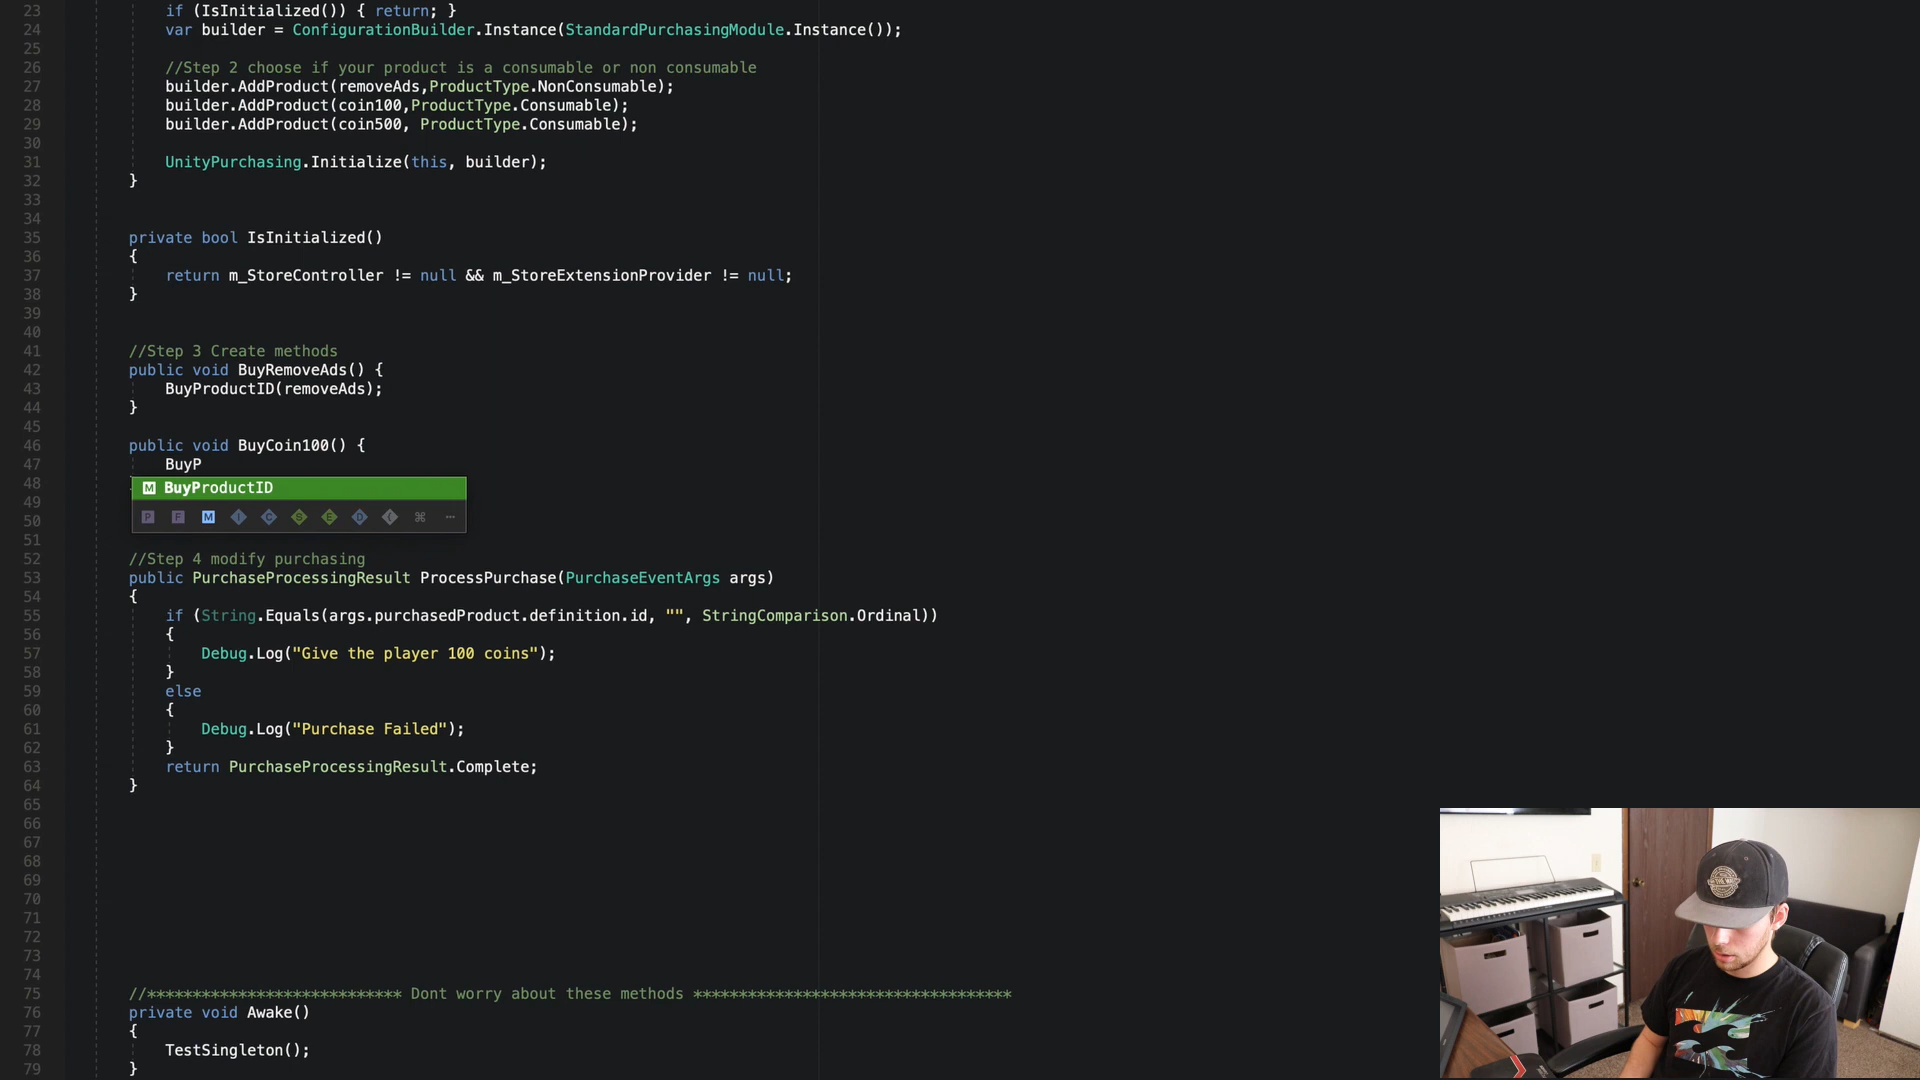 23 if (IsInitialized()) { return; }
24 var builder = ConfigurationBuilder.Instance(StandardPurchasingModule.Instance());
25
26 //Step 2 choose if your product is a consumable or non consumable
27 builder.AddProduct(removeAds,ProductType.NonConsumable);
28 builder.AddProduct(coin100,ProductType.Consumable);
29 builder.AddProduct(coin500, ProductType.Consumable);
30
31 UnityPurchasing.Initialize(this, builder);
32 }
33
34
35 private bool IsInitialized()
36 {
37 return m_StoreController != null && m_StoreExtensionProvider != null;
38 }
39
40
41 //Step 3 Create methods
42 public void BuyRemoveAds() {
43 BuyProductID(removeAds);
44 }
45
46 public void BuyCoin100() {
47 BuyP
48 M BuyProductID
49
50 P F M I C S E D ( ⌘ ···
51
52 //Step 4 modify purchasing
53 public PurchaseProcessingResult ProcessPurchase(PurchaseEventArgs args)
54 {
55 if (String.Equals(args.purchasedProduct.definition.id, "", StringComparison.Ordinal))
56 {
57 Debug.Log("Give the player 100 coins");
58 }
59 else
60 {
61 Debug.Log("Purchase Failed");
62 }
63 return PurchaseProcessingResult.Complete;
64 }
65
66
67
68
69
70
71
72
73
74
75 //**************************** Dont worry about these methods ***********************************
76 private void Awake()
77 {
78 TestSingleton();
79 }